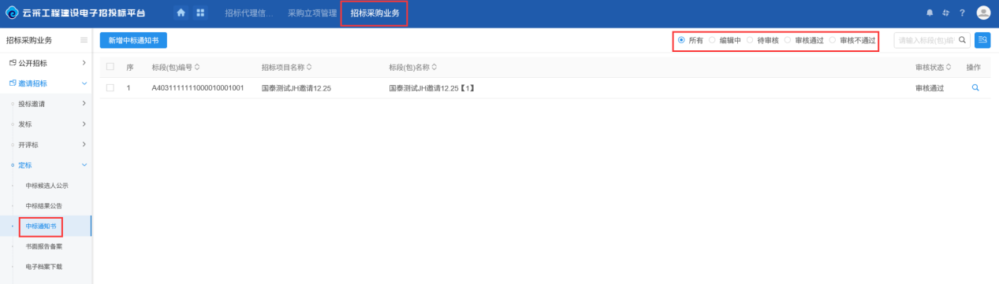 云采工程建设电子招投标平台 招标代理信... 采购立项管理 招标采购业务 ?
招标采购业务 新增中标通知书 所有 编辑中 待审核 审核通过 审核不通过 请输入标段(包)编
公开招标 序 标段(包)编号 招标项目名称 标段(包)名称 审核状态 操作
邀请招标 1 A4031111111000010001001 国泰测试JH邀请12.25 国泰测试JH邀请12.25【1】 审核通过
投标邀请
发标
开评标
定标
中标候选人公示
中标结果公告
中标通知书
书面报告备案
电子档案下载